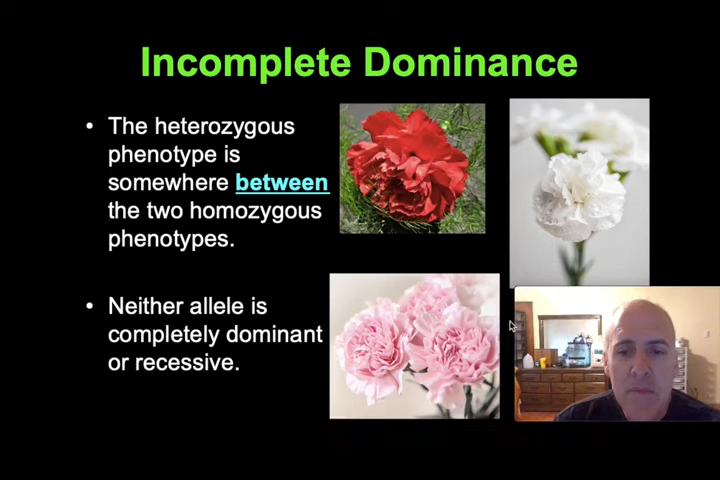 Incomplete Dominance
• The heterozygous
phenotype is
somewhere between
the two homozygous
phenotypes.
• Neither allele is
completely dominant
or recessive.